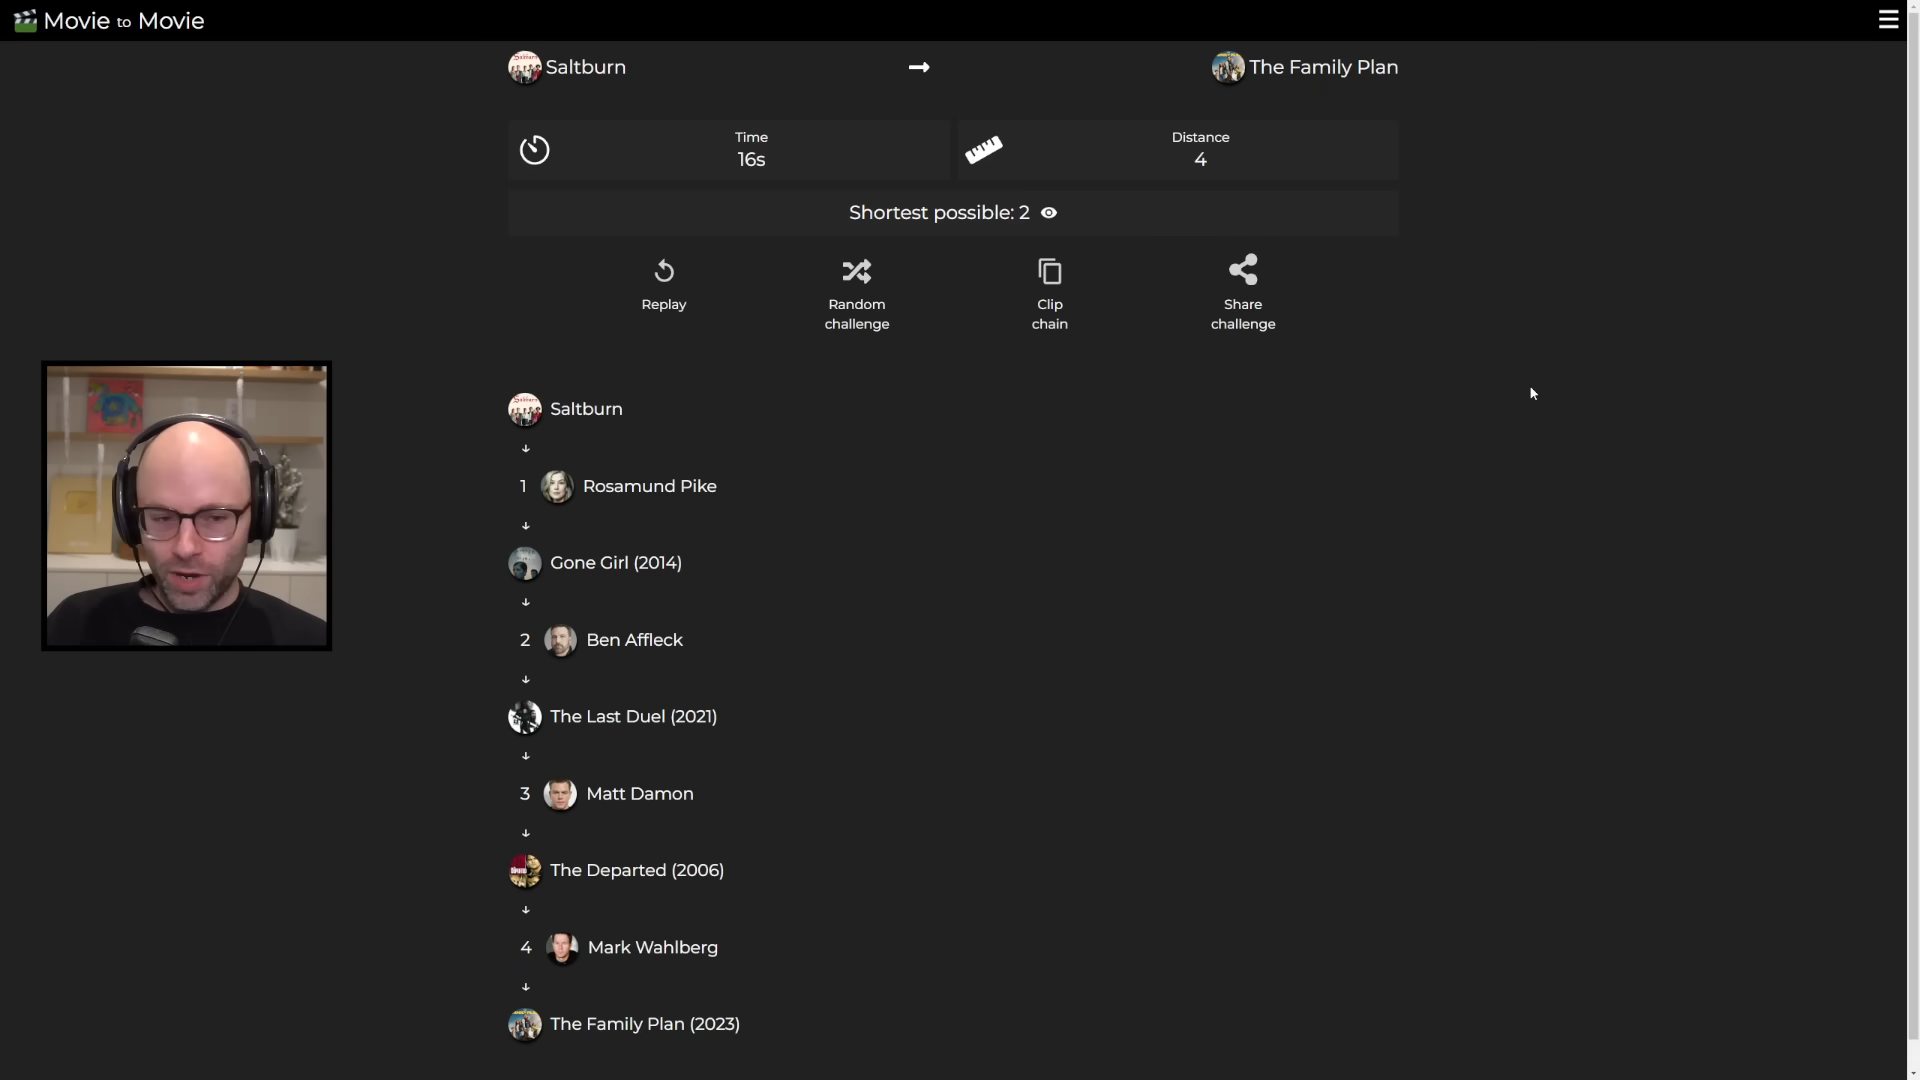 Movie to Movie
Saltburn
The Family Plan
Time
16s
Distance
4
Shortest possible: 2
Replay
Random
challenge
Clip
chain
Share
challenge
Saltburn
1 Rosamund Pike
Gone Girl (2014)
2 Ben Affleck
The Last Duel (2021)
3 Matt Damon
The Departed (2006)
4 Mark Wahlberg
The Family Plan (2023)